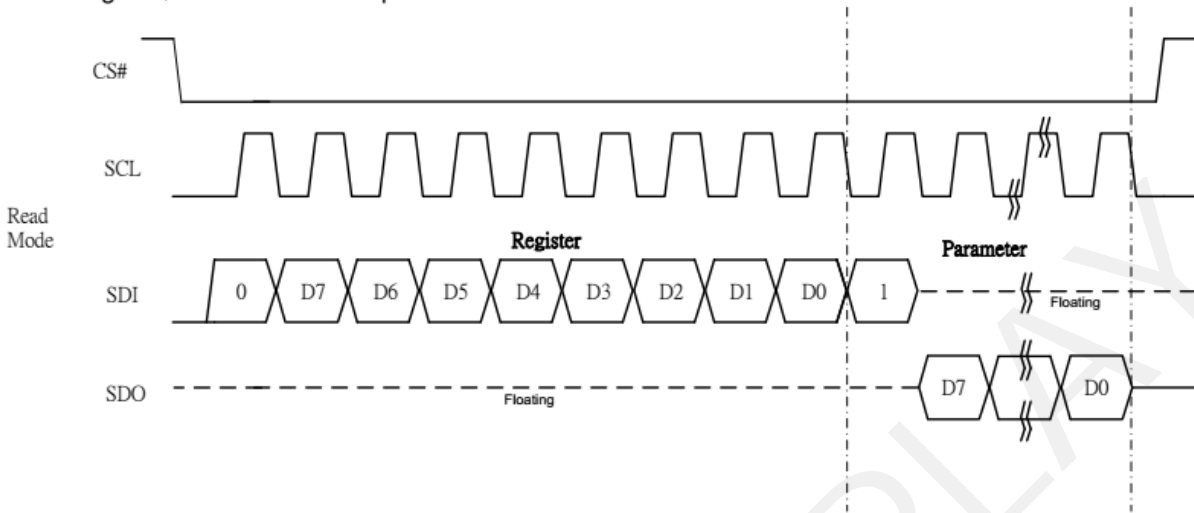 CS#
SCL
Read
Mode
Register
Parameter
SDI 0 D7 D6 D5 D4 D3 D2 D1 D0 1 Floating
SDO Floating D7 D0